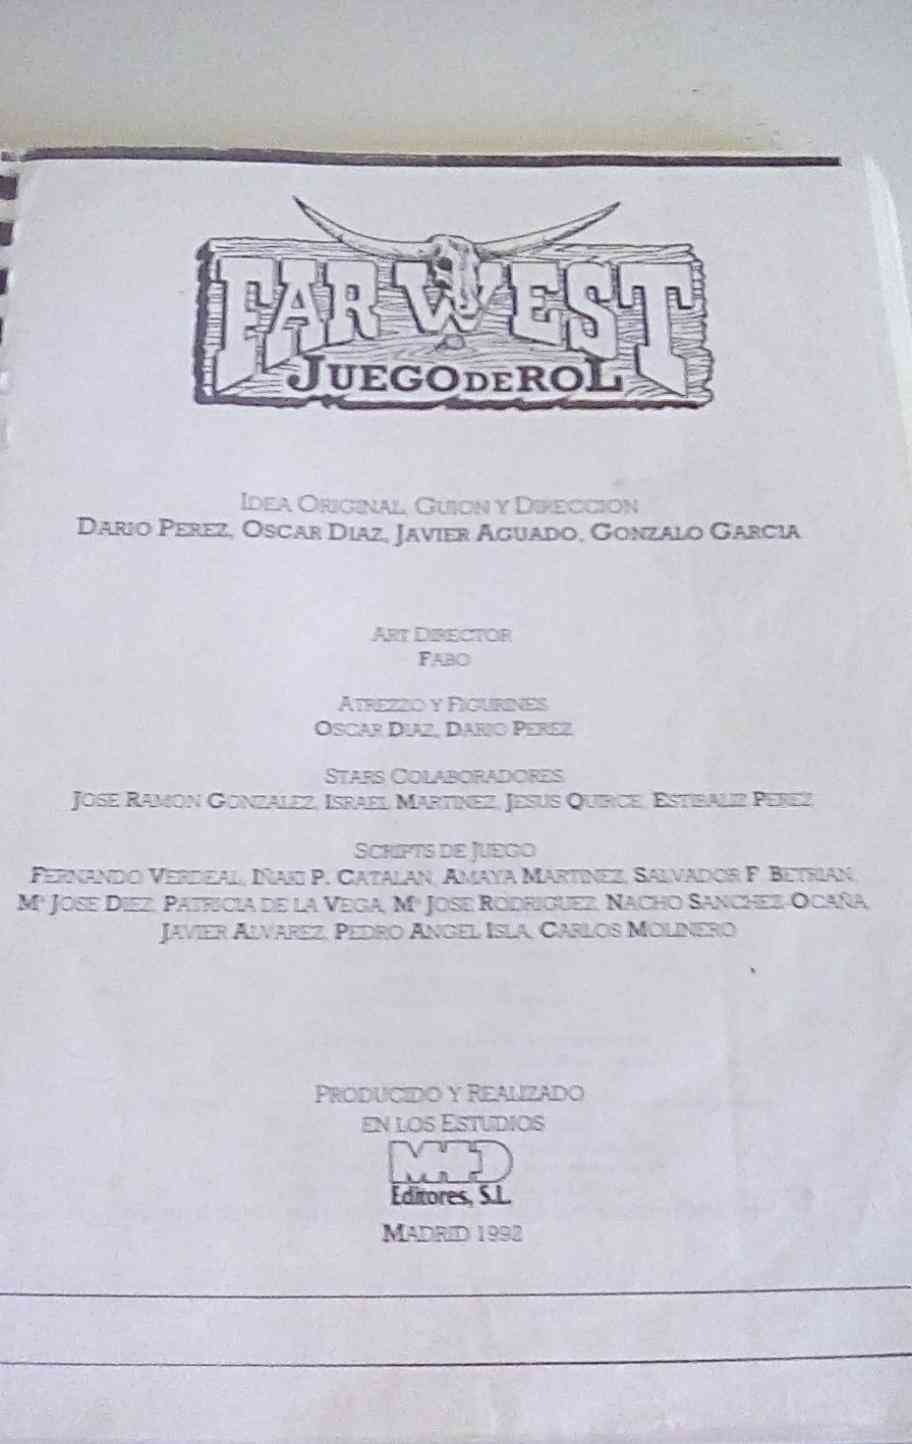 FAR WEST
JUEGO DE ROL
IDEA ORIGINAL, GUION Y DIRECCION
DARIO PEREZ, OSCAR DIAZ, JAVIER AGUADO, GONZALO GARCIA
ART DIRECTOR
FABO
ATREZZO Y FIGURINES
OSCAR DIAZ, DARIO PEREZ
STARS COLABORADORES
JOSE RAMON GONZALEZ, ISRAEL MARTINEZ, JESUS QUIRCE, ESTIBALIZ PEREZ
SCRIPTS DE JUEGO
FERNANDO VERDEAL, IÑAKI P. CATALAN, AMAYA MARTINEZ, SALVADOR F. BETRIAN,
Mª JOSE DIEZ, PATRICIA DE LA VEGA, Mª JOSE RODRIGUEZ, NACHO SANCHEZ-OCAÑA,
JAVIER ALVAREZ, PEDRO ANGEL ISLA, CARLOS MOLINERO
PRODUCIDO Y REALIZADO
EN LOS ESTUDIOS
MHD
Editores, S.L.
MADRID 1992